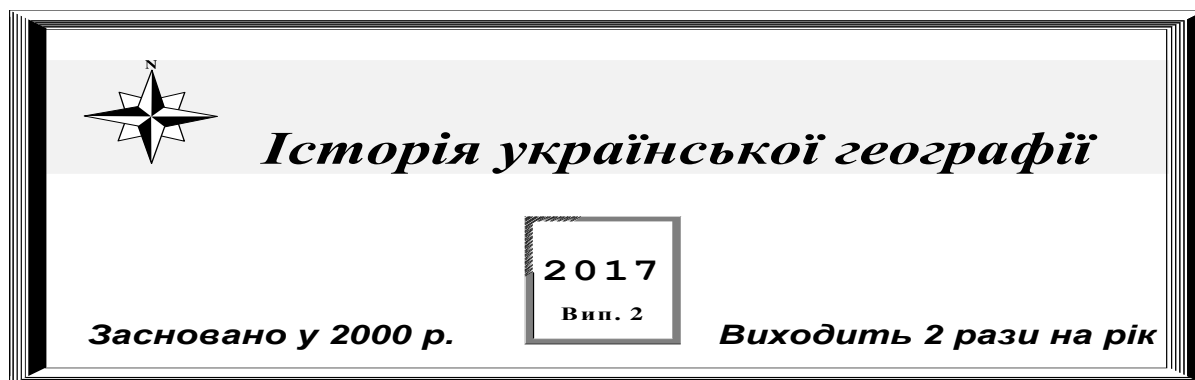 N
Історія української географії
2017
Вип. 2
Засновано у 2000 р.
Виходить 2 рази на рік